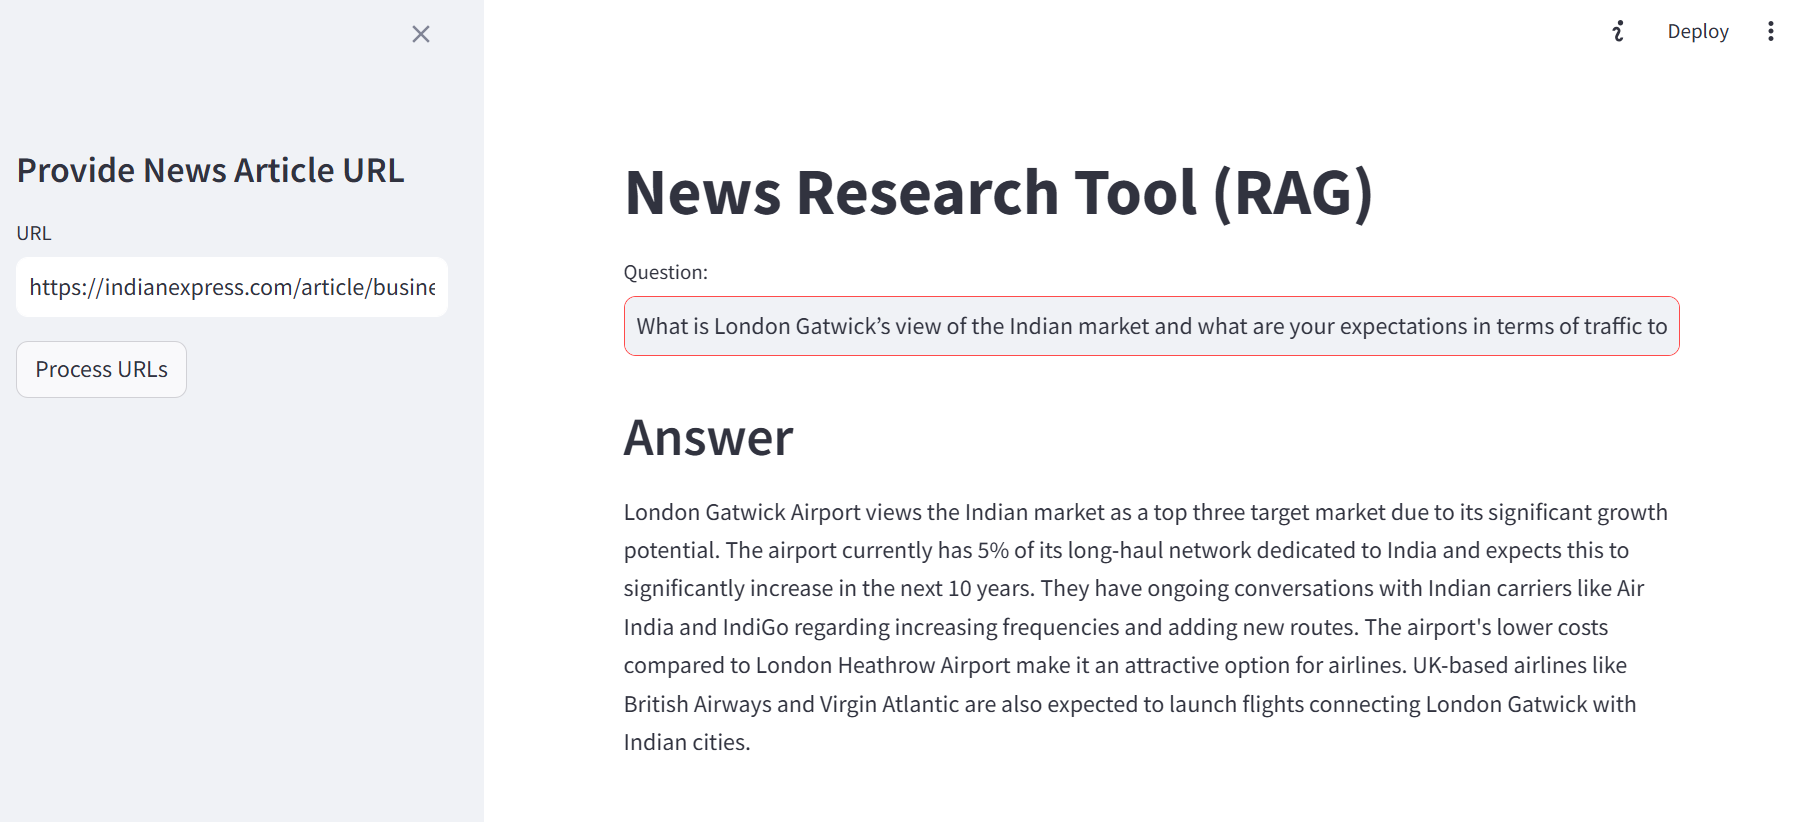 Provide News Article URL
URL
https://indianexpress.com/article/busine
Process URLs
Deploy
News Research Tool (RAG)
Question:
What is London Gatwick’s view of the Indian market and what are your expectations in terms of traffic to
Answer
London Gatwick Airport views the Indian market as a top three target market due to its significant growth
potential. The airport currently has 5% of its long-haul network dedicated to India and expects this to
significantly increase in the next 10 years. They have ongoing conversations with Indian carriers like Air
India and IndiGo regarding increasing frequencies and adding new routes. The airport's lower costs
compared to London Heathrow Airport make it an attractive option for airlines. UK-based airlines like
British Airways and Virgin Atlantic are also expected to launch flights connecting London Gatwick with
Indian cities.